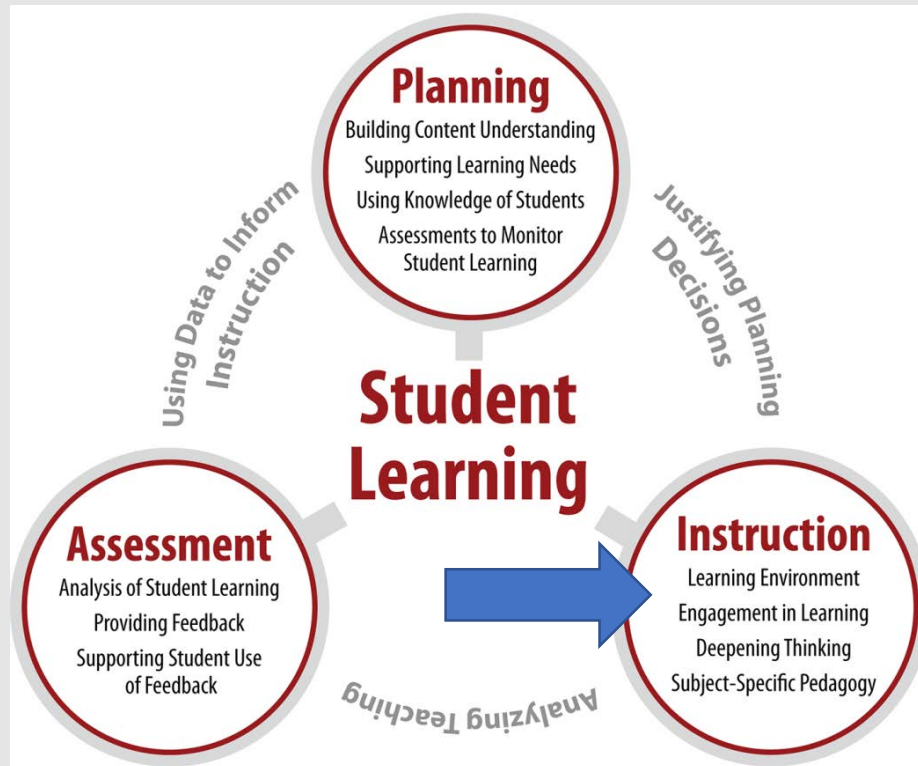 Planning
Building Content Understanding
Supporting Learning Needs
Using Knowledge of Students
Assessments to Monitor
Student Learning
Using Data to Inform
Instruction
Justifying Planning
Decisions
Student
Learning
Assessment
Analysis of Student Learning
Providing Feedback
Supporting Student Use
of Feedback
Instruction
Learning Environment
Engagement in Learning
Deepening Thinking
Subject-Specific Pedagogy
Analyzing Teaching